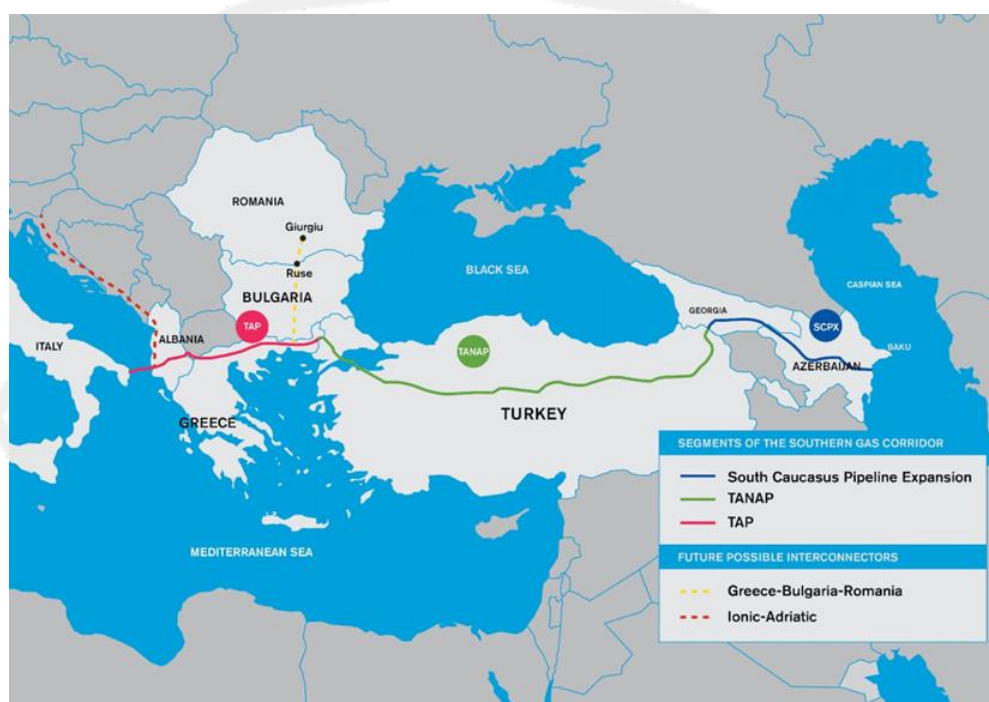 ROMANIA
Giurgiu
Ruse
BULGARIA
TAP
ALBANIA
ITALY
GREECE
BLACK SEA
TANAP
TURKEY
GEORGIA
CASPIAN SEA
SCPX
BAKU
AZERBAIJAN
MEDITERRANEAN SEA
SEGMENTS OF THE SOUTHERN GAS CORRIDOR
South Caucasus Pipeline Expansion
TANAP
TAP
FUTURE POSSIBLE INTERCONNECTORS
Greece-Bulgaria-Romania
Ionic-Adriatic